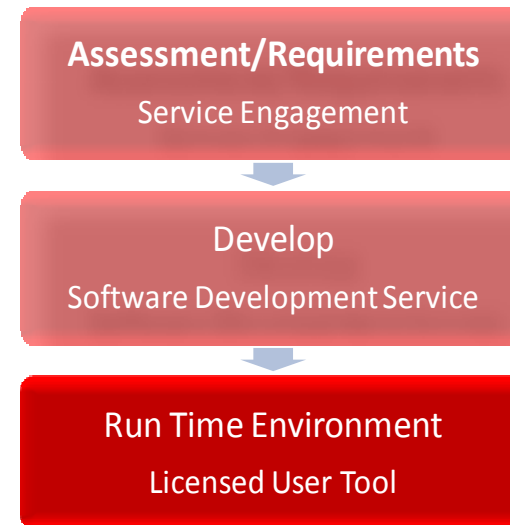 Assessment/Requirements
Service Engagement
Develop
Software Development Service
Run Time Environment
Licensed User Tool